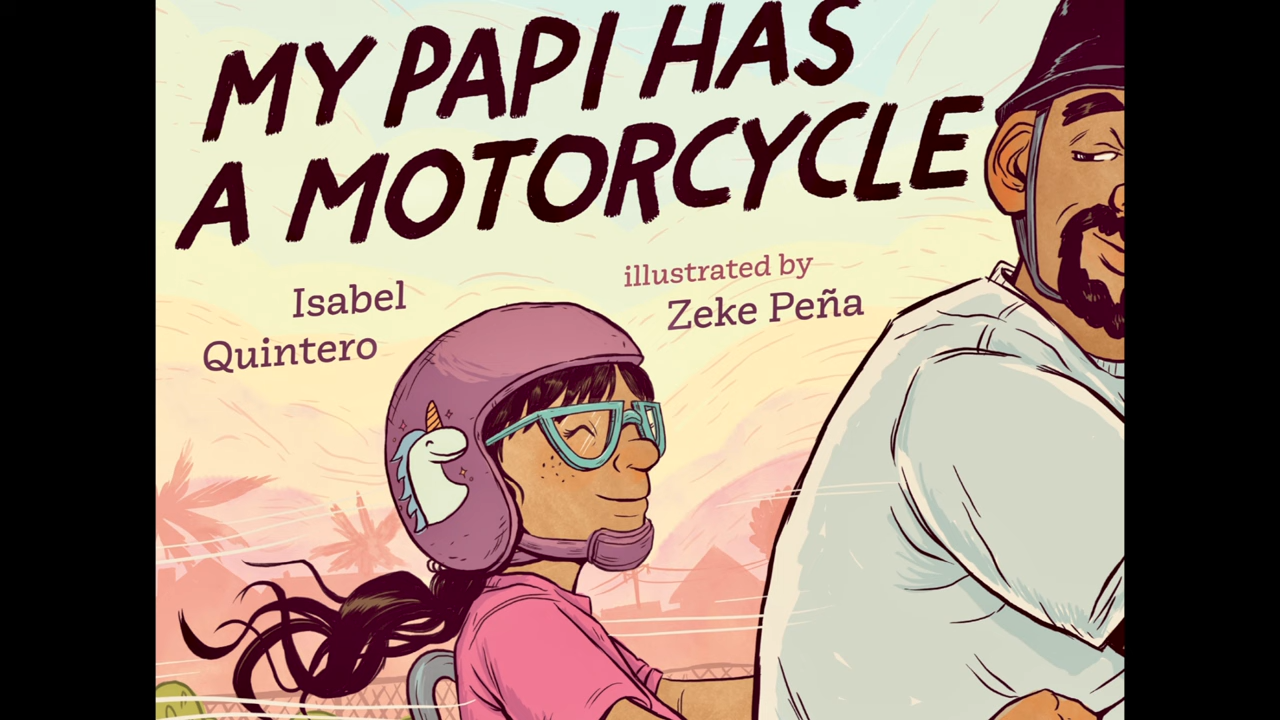 MY PAPI HAS
A MOTORCYCLE
Isabel
Quintero
illustrated by
Zeke Peña